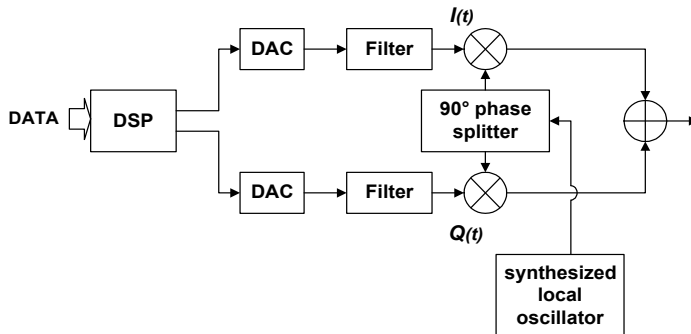 I(t)
DAC
Filter
DATA
DSP
90° phase
splitter
DAC
Filter
Q(t)
synthesized
local
oscillator